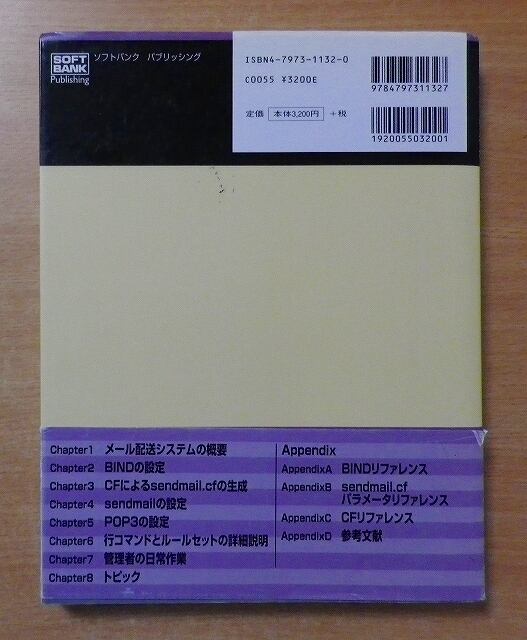 SOFT
BANK
Publishing
ソフトバンク パブリッシング
ISBN4-7973-1132-0
C0055 ¥3200E
定価 本体3,200円 +税
9784797311327
1920055032001
Chapter1 メール配送システムの概要
Chapter2 BINDの設定
Chapter3 CFによるsendmail.cfの生成
Chapter4 sendmailの設定
Chapter5 POP3の設定
Chapter6 行コマンドとルールセットの詳細説明
Chapter7 管理者の日常作業
Chapter8 トピック
Appendix
AppendixA BINDリファレンス
AppendixB sendmail.cf
パラメータリファレンス
AppendixC CFリファレンス
AppendixD 参考文献